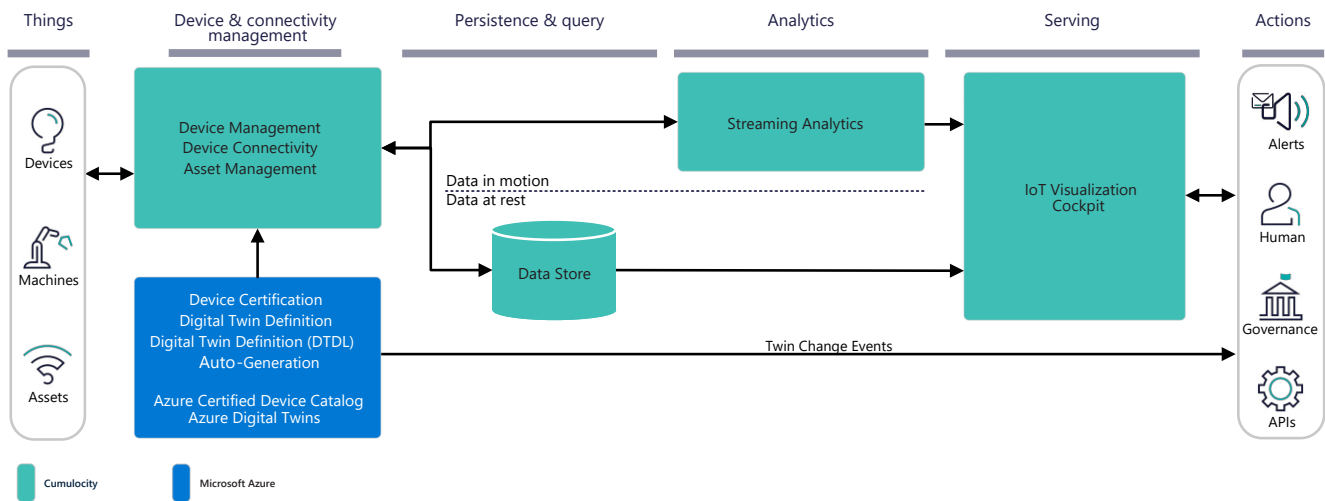 Things
Device & connectivity
management
Persistence & query
Analytics
Serving
Actions
Devices
Machines
Assets
Device Management
Device Connectivity
Asset Management
Device Certification
Digital Twin Definition
Digital Twin Definition (DTDL)
Auto-Generation
Azure Certified Device Catalog
Azure Digital Twins
Data in motion
Data at rest
Data Store
Streaming Analytics
IoT Visualization
Cockpit
Twin Change Events
Alerts
Human
Governance
APIs
Cumulocity
Microsoft Azure